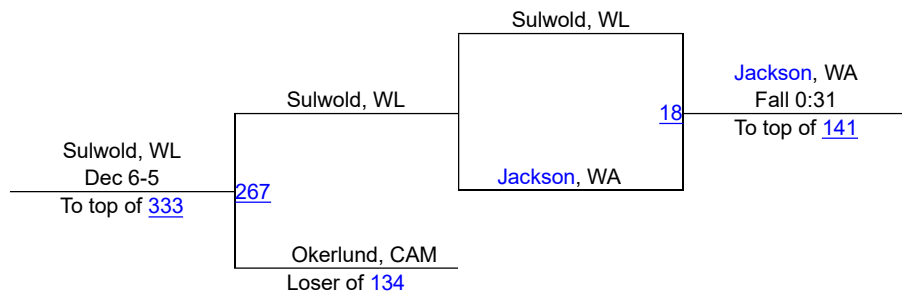 Sulwold, WL
Jackson, WA
Fall 0:31
18
To top of 141
Sulwold, WL
Sulwold, WL
Dec 6-5
To top of 333
267
Jackson, WA
Okerlund, CAM
Loser of 134